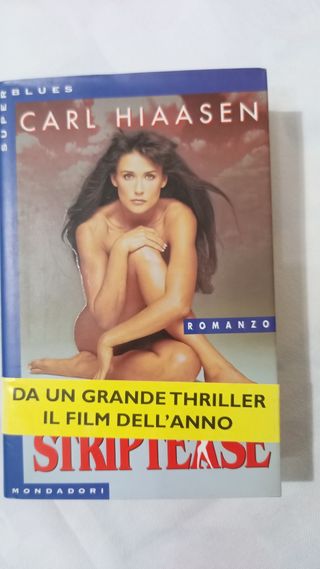 SUPER
BLUES
CARL HIAASEN
ROMANZO
DA UN GRANDE THRILLER
IL FILM DELL'ANNO
STRIPTEASE
MONDADORI